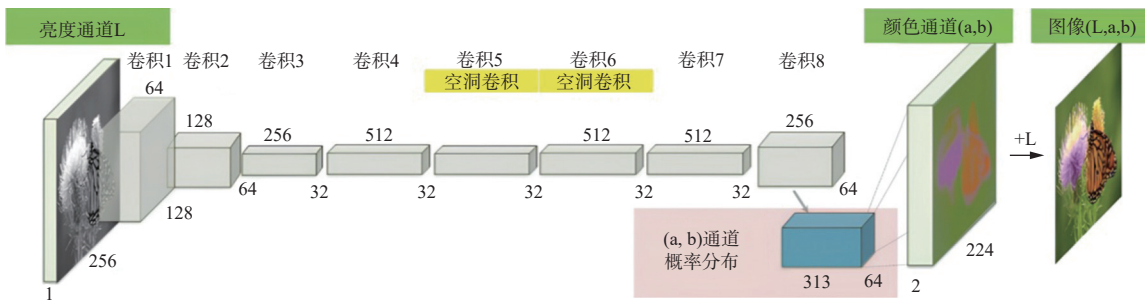 亮度通道L
颜色通道(a,b)
图像(L,a,b)
卷积1
卷积2
卷积3
卷积4
卷积5
卷积6
卷积7
卷积8
空洞卷积
空洞卷积
64
128
256
512
512
512
256
+L
256
1
128
64
32
32
32
32
32
64
(a, b)通道
概率分布
313
64
2
224